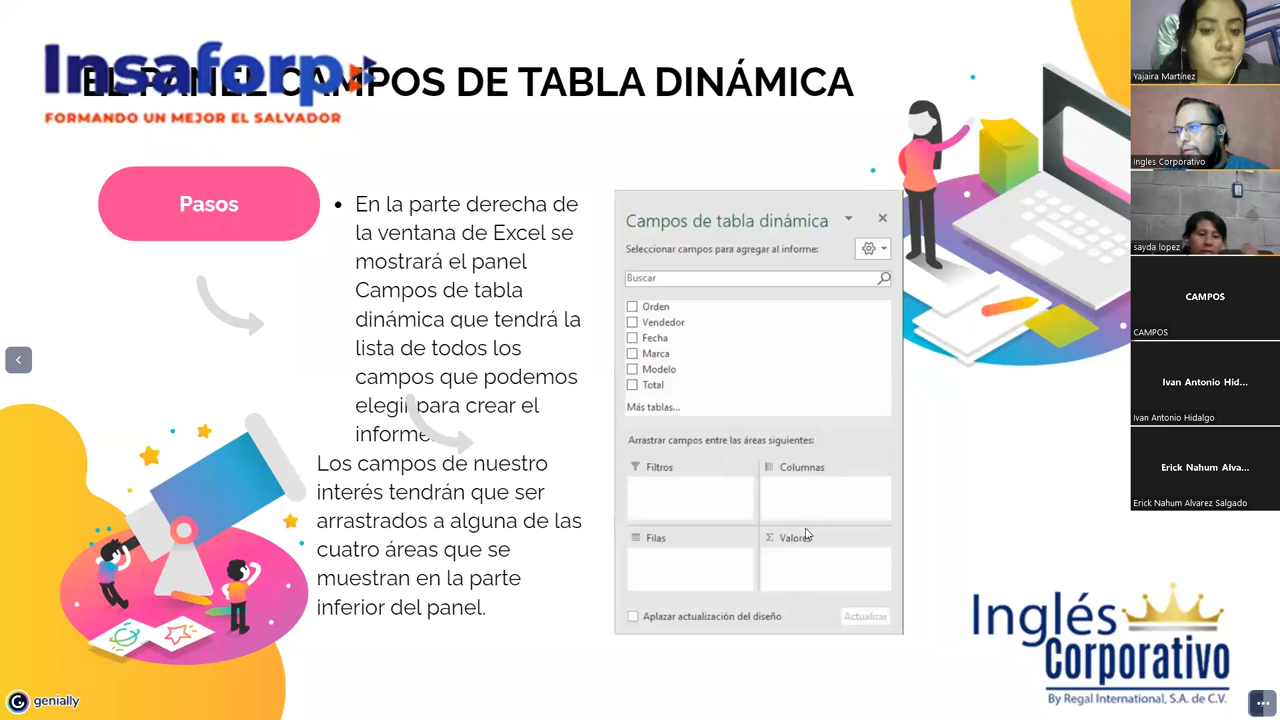 Insaforp
EL PANEL CAMPOS DE TABLA DINÁMICA
FORMANDO UN MEJOR EL SALVADOR
Pasos
• En la parte derecha de
la ventana de Excel se
mostrará el panel
Campos de tabla
dinámica que tendrá la
lista de todos los
campos que podemos
elegir para crear el
informe.
Los campos de nuestro
interés tendrán que ser
arrastrados a alguna de las
cuatro áreas que se
muestran en la parte
inferior del panel.
Campos de tabla dinámica
Seleccionar campos para agregar al informe:
Buscar
Orden
Vendedor
Fecha
Marca
Modelo
Total
Más tablas...
Arrastrar campos entre las áreas siguientes:
Filtros
Columnas
Filas
Σ Valores
Aplazar actualización del diseño
Actualizar
Inglés
Corporativo
By Regal International, S.A. de C.V.
genially
Yajaira Martínez
Ingles Corporativo
sayda lopez
CAMPOS
CAMPOS
Ivan Antonio Hid...
Ivan Antonio Hidalgo
Erick Nahum Alva...
Erick Nahum Alvarez Salgado